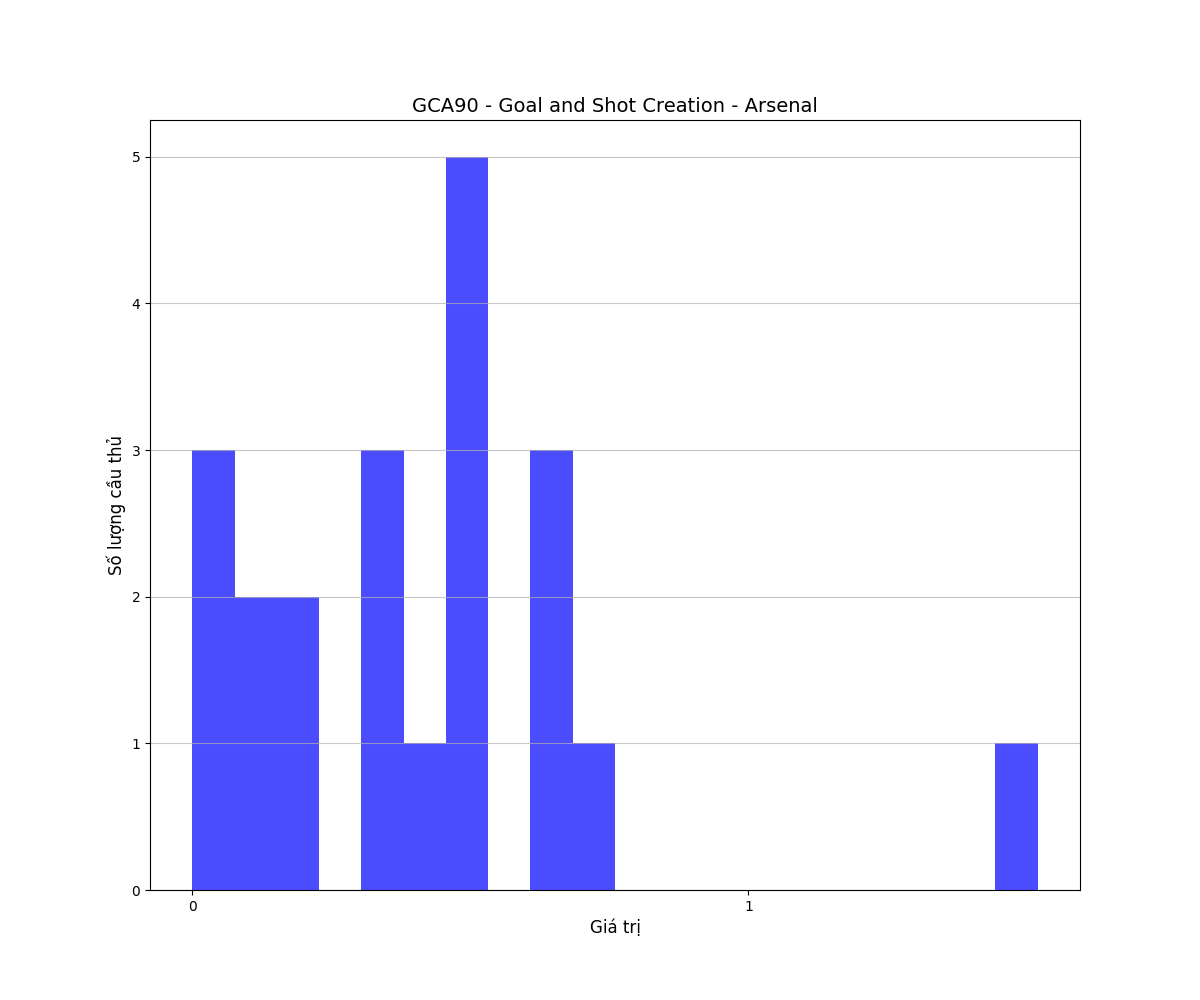 GCA90 - Goal and Shot Creation - Arsenal
Số lượng cầu thủ
5
4
3
2
1
0
0 1
Giá trị